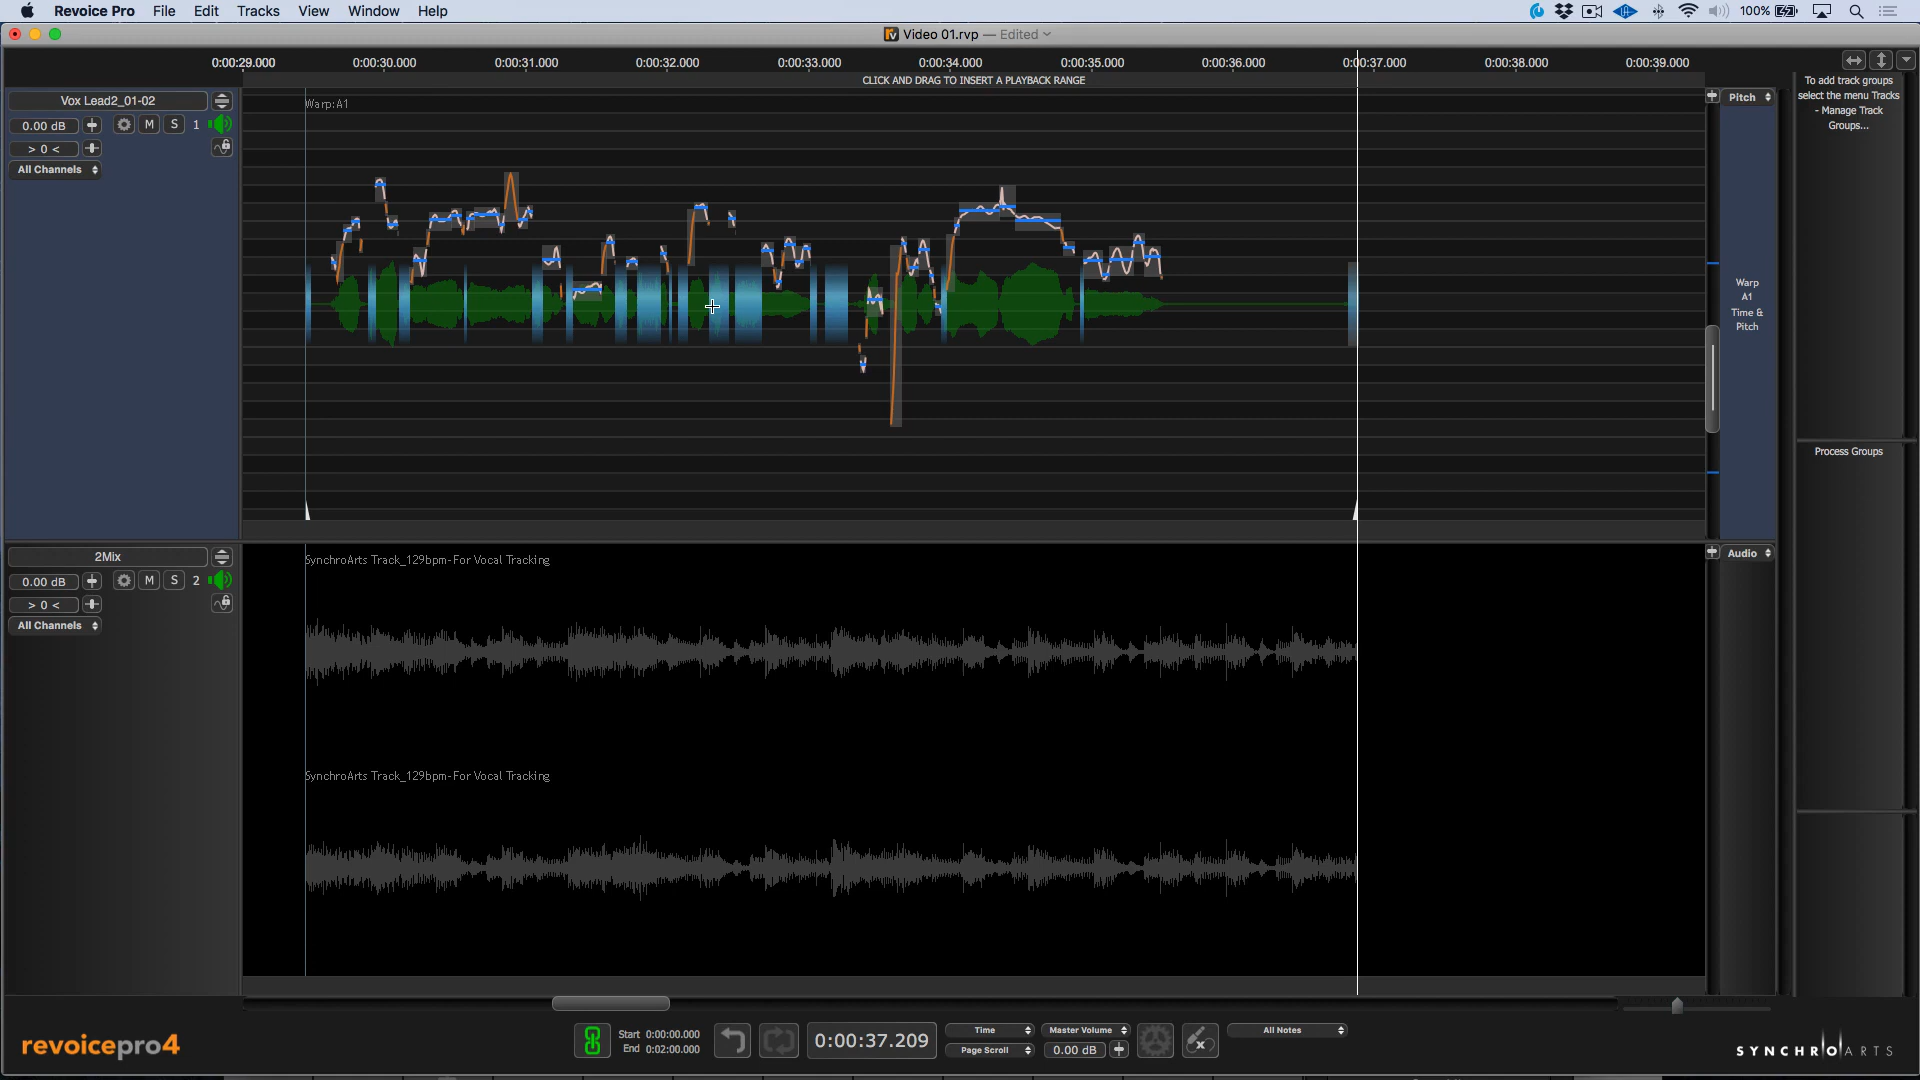 Revoice Pro File Edit Tracks View Window Help
100%
Video 01.rvp — Edited
0:00:29.000 0:00:30.000 0:00:31.000 0:00:32.000 0:00:33.000 0:00:34.000 0:00:35.000 0:00:36.000 0:00:37.000 0:00:38.000 0:00:39.000
CLICK AND DRAG TO INSERT A PLAYBACK RANGE
To add track groups
select the menu Tracks
- Manage Track
Groups...
Vox Lead2_01-02
Warp:A1
Pitch
0.00 dB M S 1
> 0 <
All Channels
Warp
A1
Time &
Pitch
Process Groups
2Mix
SynchroArts Track_129bpm-For Vocal Tracking
Audio
0.00 dB M S 2
> 0 <
All Channels
SynchroArts Track_129bpm-For Vocal Tracking
revoicepro4
Start 0:00:00.000
End 0:02:00.000
0:00:37.209
Time
Page Scroll
Master Volume
0.00 dB
All Notes
SYNCHROARTS